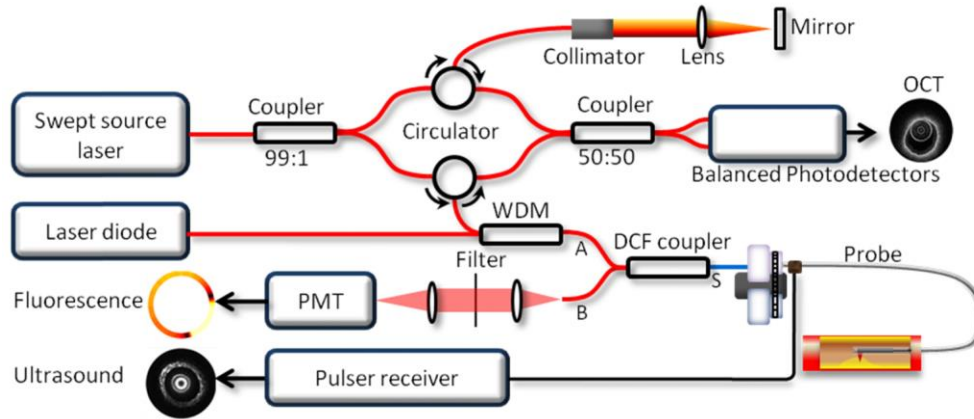 Collimator
Lens
Mirror
Swept source
laser
Coupler
99:1
Circulator
Coupler
50:50
OCT
Balanced Photodetectors
Laser diode
WDM
A
DCF coupler
S
Probe
Filter
B
Fluorescence
PMT
Ultrasound
Pulser receiver